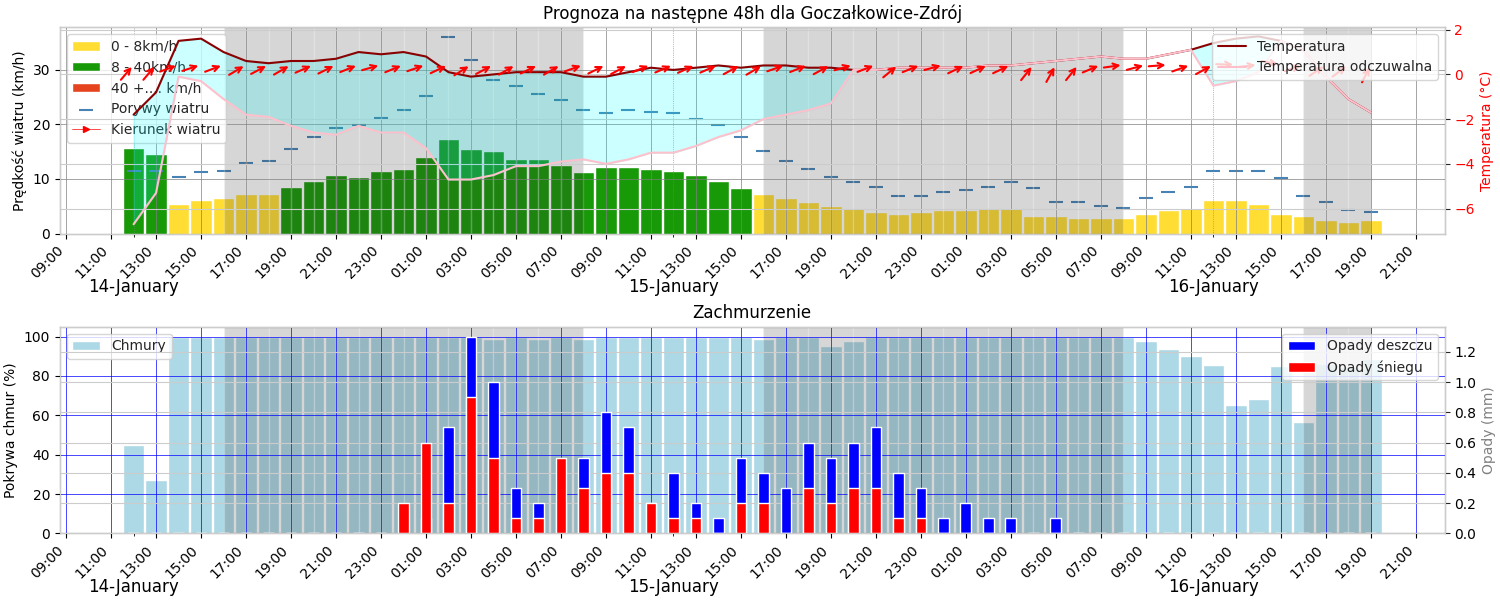 Prognoza na następne 48h dla Goczałkowice-Zdrój
Prędkość wiatru (km/h)
30
20
10
0
0 - 8km/h
8 - 40km/h
40 +.... km/h
Porywy wiatru
Kierunek wiatru
Temperatura
Temperatura odczuwalna
2
0
−2
−4
−6
Temperatura (°C)
09:00 11:00 13:00 15:00 17:00 19:00 21:00 23:00 01:00 03:00 05:00 07:00 09:00 11:00 13:00 15:00 17:00 19:00 21:00 23:00 01:00 03:00 05:00 07:00 09:00 11:00 13:00 15:00 17:00 19:00 21:00
14-January 15-January 16-January
Zachmurzenie
Pokrywa chmur (%)
100
80
60
40
20
0
Chmury
Opady deszczu
Opady śniegu
1.2
1.0
0.8
0.6
0.4
0.2
0.0
Opady (mm)
09:00 11:00 13:00 15:00 17:00 19:00 21:00 23:00 01:00 03:00 05:00 07:00 09:00 11:00 13:00 15:00 17:00 19:00 21:00 23:00 01:00 03:00 05:00 07:00 09:00 11:00 13:00 15:00 17:00 19:00 21:00
14-January 15-January 16-January